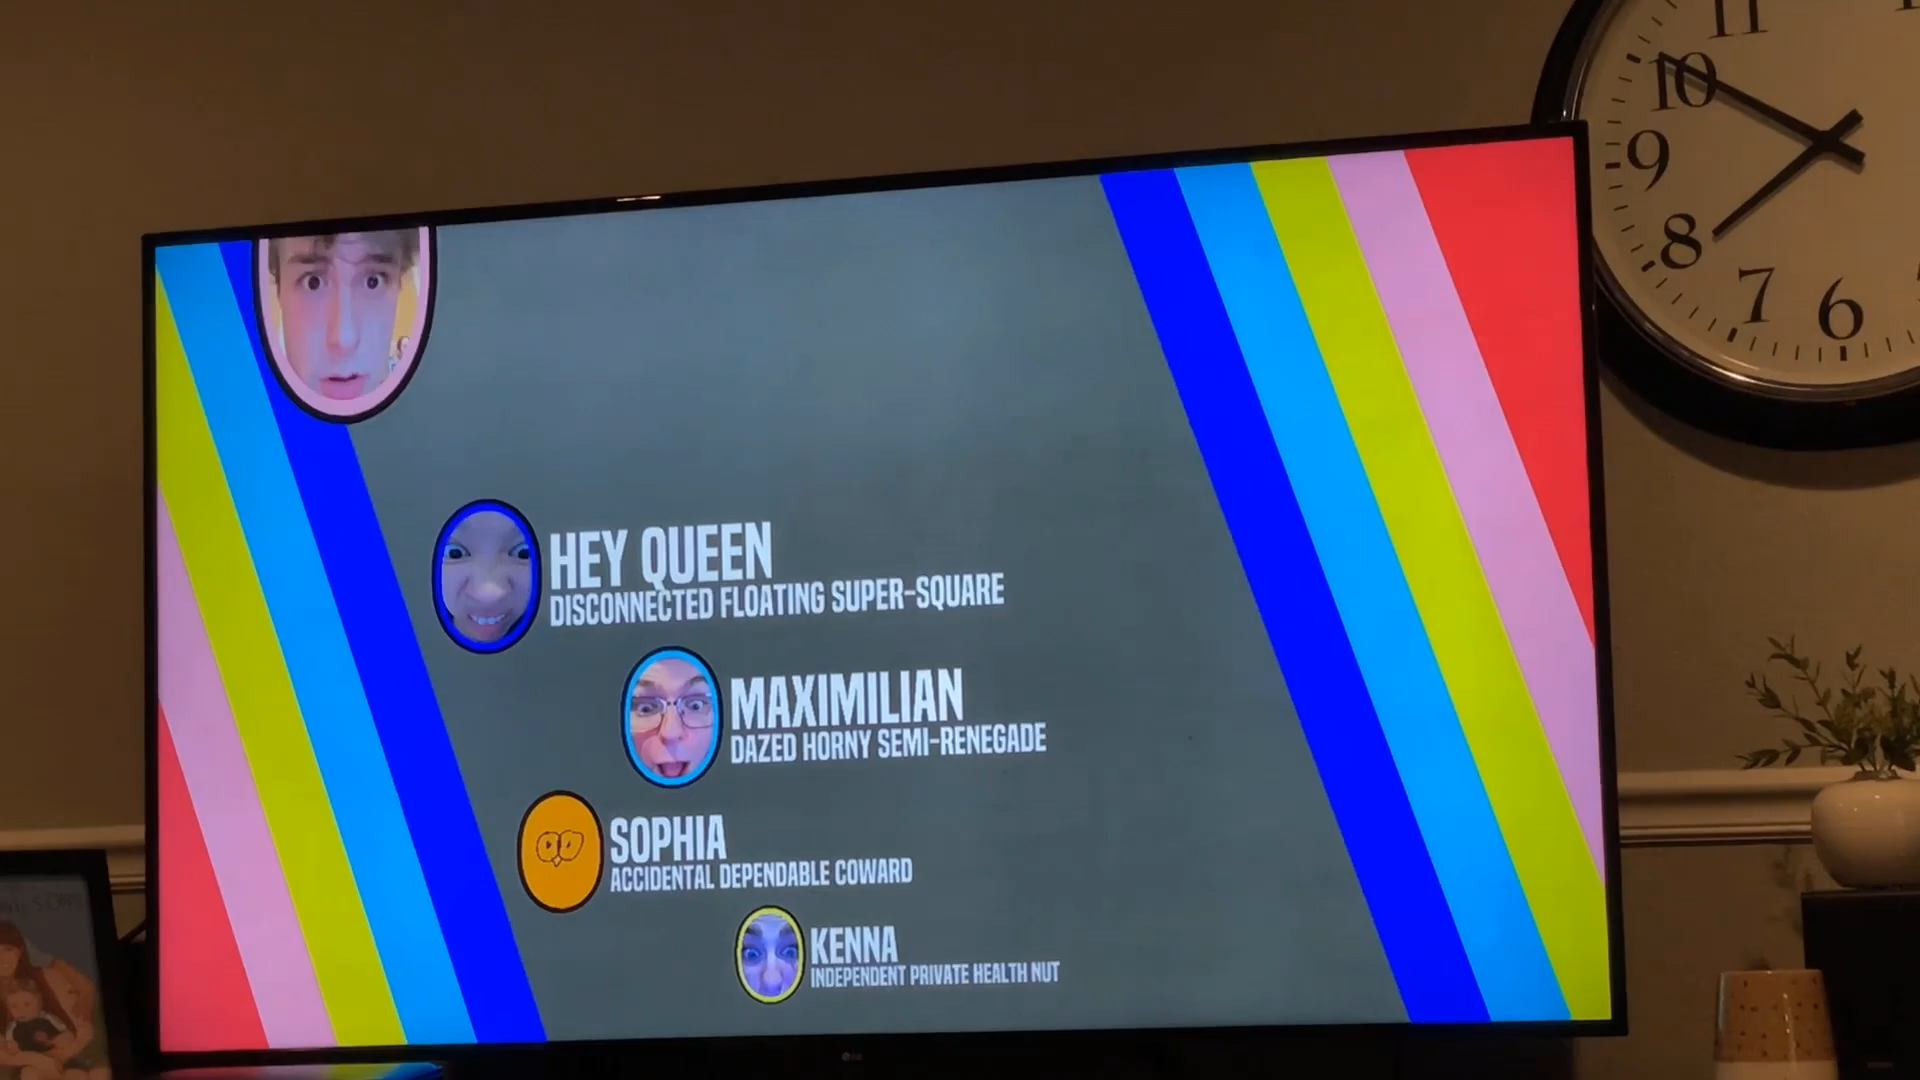 11
10
9
8
7
6
HEY QUEEN
DISCONNECTED FLOATING SUPER-SQUARE
MAXIMILIAN
DAZED HORNY SEMI-RENEGADE
SOPHIA
ACCIDENTAL DEPENDABLE COWARD
KENNA
INDEPENDENT PRIVATE HEALTH NUT
LG